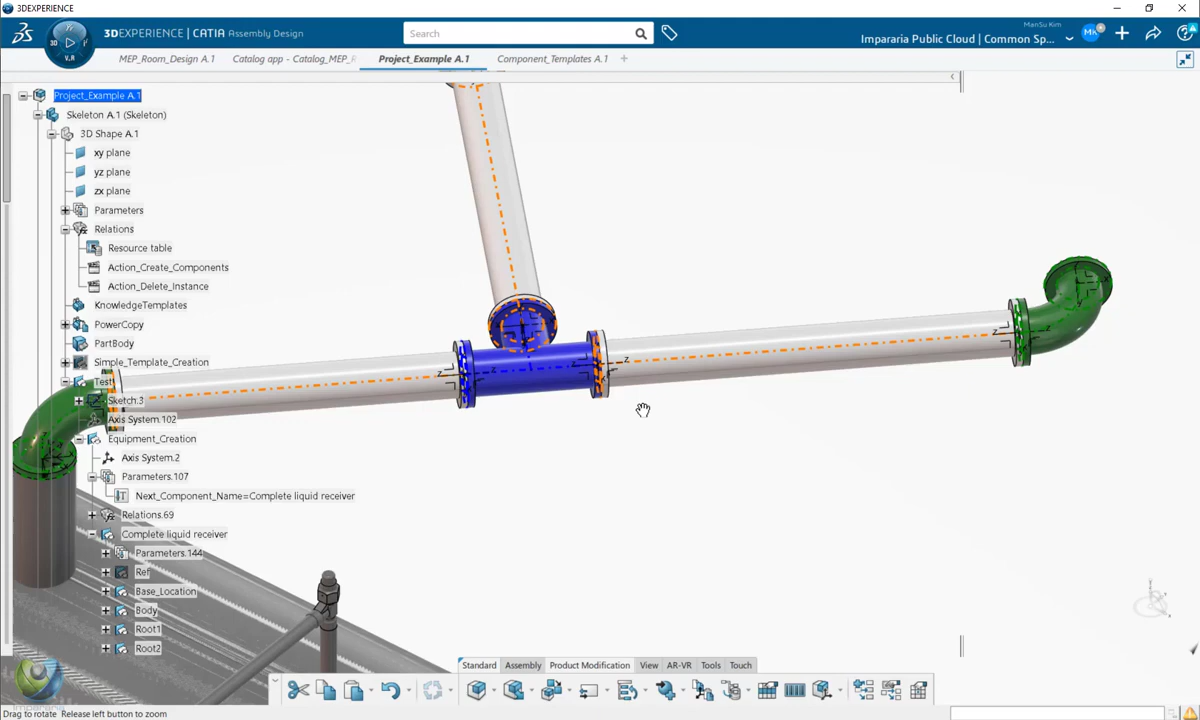 3DEXPERIENCE
3DEXPERIENCE | CATIA Assembly Design
Search
ManSu Kim
Impararia Public Cloud | Common Sp...
MK
3D
V.R
MEP_Room_Design A.1
Catalog app - Catalog_MEP_R
Project_Example A.1
Component_Templates A.1
Project_Example A.1
Skeleton A.1 (Skeleton)
3D Shape A.1
xy plane
yz plane
zx plane
Parameters
Relations
Resource table
Action_Create_Components
Action_Delete_Instance
KnowledgeTemplates
PowerCopy
PartBody
Simple_Template_Creation
Test
Sketch.3
Axis System.102
Equipment_Creation
Axis System.2
Parameters.107
Next_Component_Name=Complete liquid receiver
Relations.69
Complete liquid receiver
Parameters.144
Ref
Base_Location
Body
Root1
Root2
z
z
z
z
Standard
Assembly
Product Modification
View
AR-VR
Tools
Touch
Drag to rotate Release left button to zoom